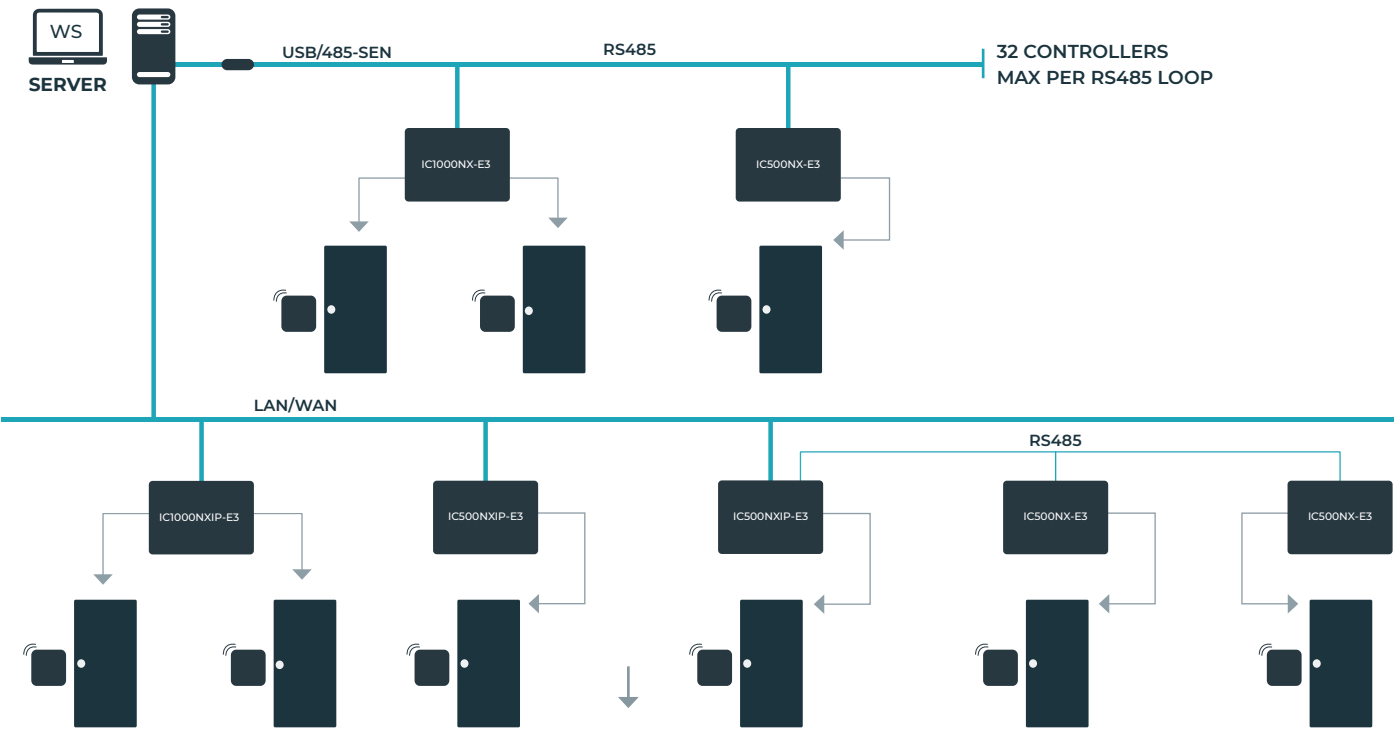 WS
SERVER
USB/485-SEN
RS485
32 CONTROLLERS
MAX PER RS485 LOOP
IC1000NX-E3
IC500NX-E3
LAN/WAN
RS485
IC1000NXIP-E3
IC500NXIP-E3
IC500NXIP-E3
IC500NX-E3
IC500NX-E3